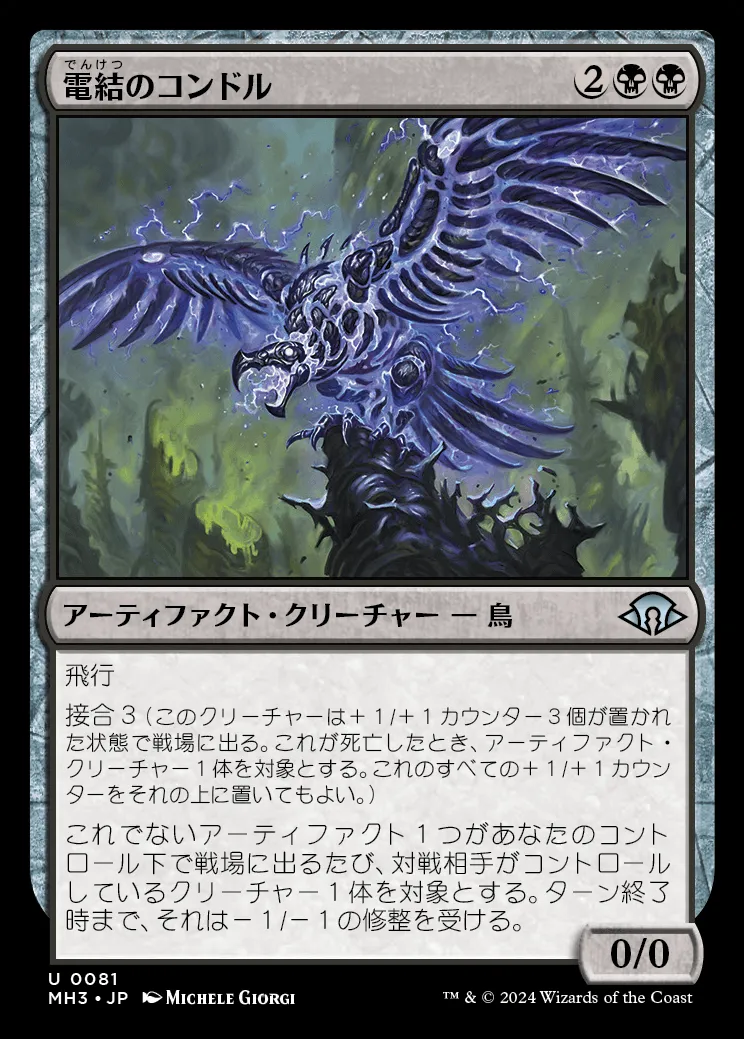 でんけつ
電結のコンドル
2
アーティファクト・クリーチャー ― 鳥
飛行
接合3(このクリーチャーは+1/+1カウンター3個が置かれ
た状態で戦場に出る。これが死亡したとき、アーティファクト・
クリーチャー1体を対象とする。これのすべての+1/+1カウン
ターをそれの上に置いてもよい。)
これでないアーティファクト1つがあなたのコント
ロール下で戦場に出るたび、対戦相手がコントロール
しているクリーチャー1体を対象とする。ターン終了
時まで、それは-1/-1の修整を受ける。
0/0
U 0081
MH3・JP Michele Giorgi
™ & © 2024 Wizards of the Coast